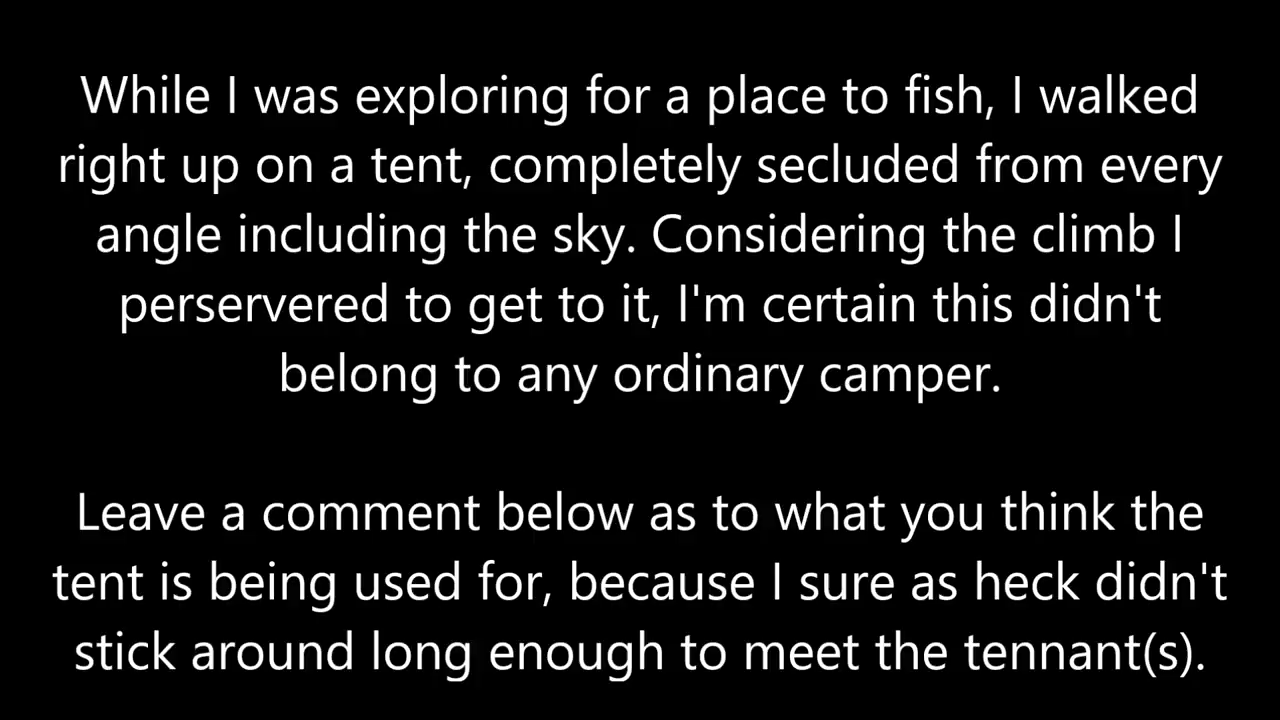 While I was exploring for a place to fish, I walked
right up on a tent, completely secluded from every
angle including the sky. Considering the climb I
perservered to get to it, I'm certain this didn't
belong to any ordinary camper.
Leave a comment below as to what you think the
tent is being used for, because I sure as heck didn't
stick around long enough to meet the tennant(s).